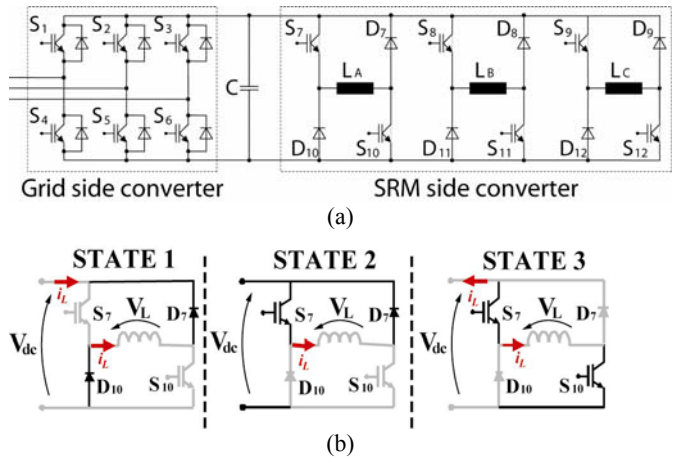 S1 S2 S3 S7 D7 S8 D8 S9 D9
LA LB LC
C
S4 S5 S6 D10 S10 D11 S11 D12 S12
Grid side converter SRM side converter
(a)
STATE 1 STATE 2 STATE 3
iL iL
S7 VL D7 S7 VL D7 S7 VL D7
Vdc Vdc Vdc
iL iL iL
D10 S10 D10 S10 D10 S10
(b)